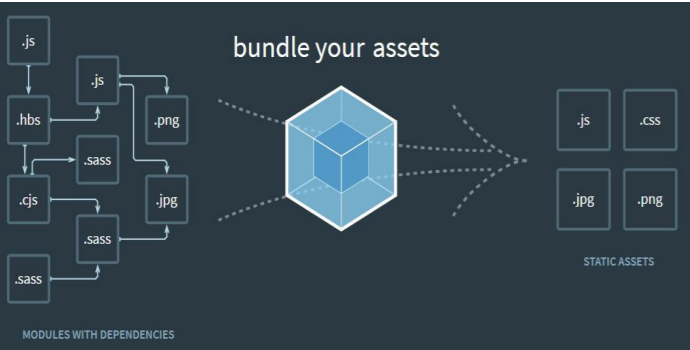 bundle your assets
.js
.js
.hbs
.png
.sass
.cjs
.jpg
.sass
.sass
MODULES WITH DEPENDENCIES
.js
.css
.jpg
.png
STATIC ASSETS